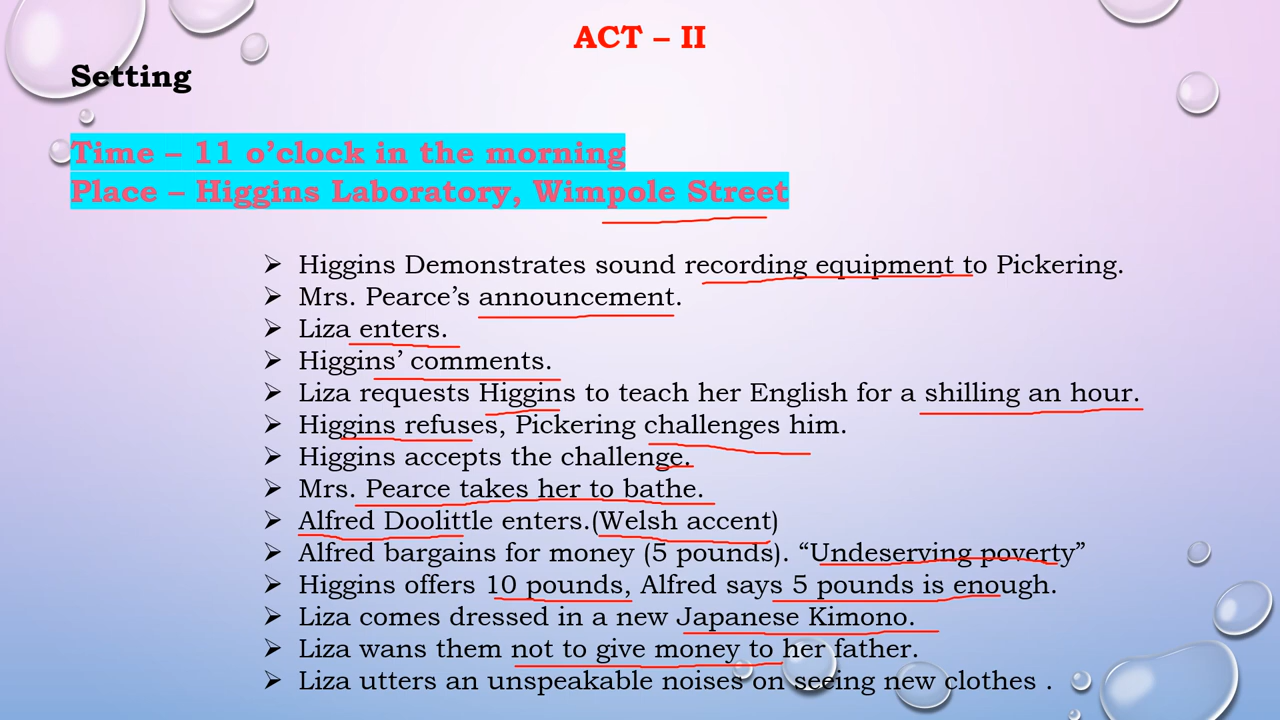 ACT – II
Setting
Time – 11 o’clock in the morning
Place – Higgins Laboratory, Wimpole Street
➢ Higgins Demonstrates sound recording equipment to Pickering.
➢ Mrs. Pearce’s announcement.
➢ Liza enters.
➢ Higgins’ comments.
➢ Liza requests Higgins to teach her English for a shilling an hour.
➢ Higgins refuses, Pickering challenges him.
➢ Higgins accepts the challenge.
➢ Mrs. Pearce takes her to bathe.
➢ Alfred Doolittle enters.(Welsh accent)
➢ Alfred bargains for money (5 pounds). “Undeserving poverty”
➢ Higgins offers 10 pounds, Alfred says 5 pounds is enough.
➢ Liza comes dressed in a new Japanese Kimono.
➢ Liza wans them not to give money to her father.
➢ Liza utters an unspeakable noises on seeing new clothes .